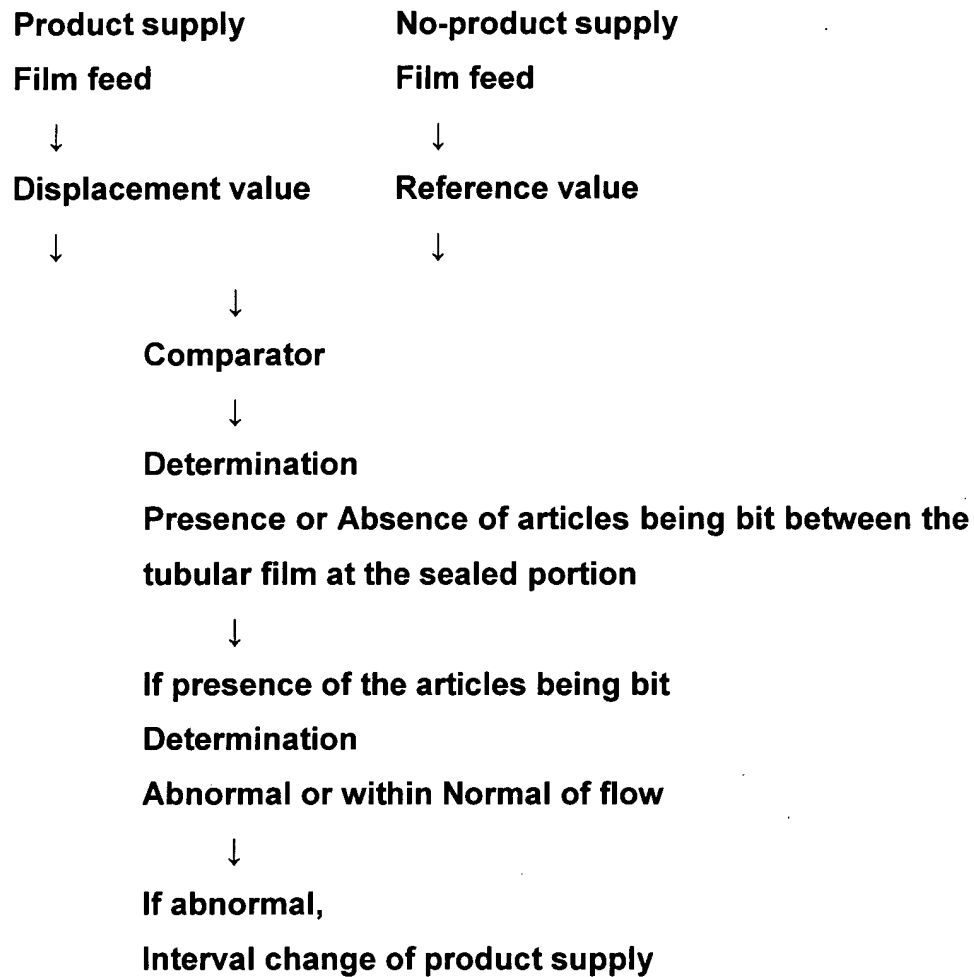 Product supply No-product supply
Film feed Film feed
↓ ↓
Displacement value Reference value
↓ ↓
↓
Comparator
↓
Determination
Presence or Absence of articles being bit between the
tubular film at the sealed portion
↓
If presence of the articles being bit
Determination
Abnormal or within Normal of flow
↓
If abnormal,
Interval change of product supply